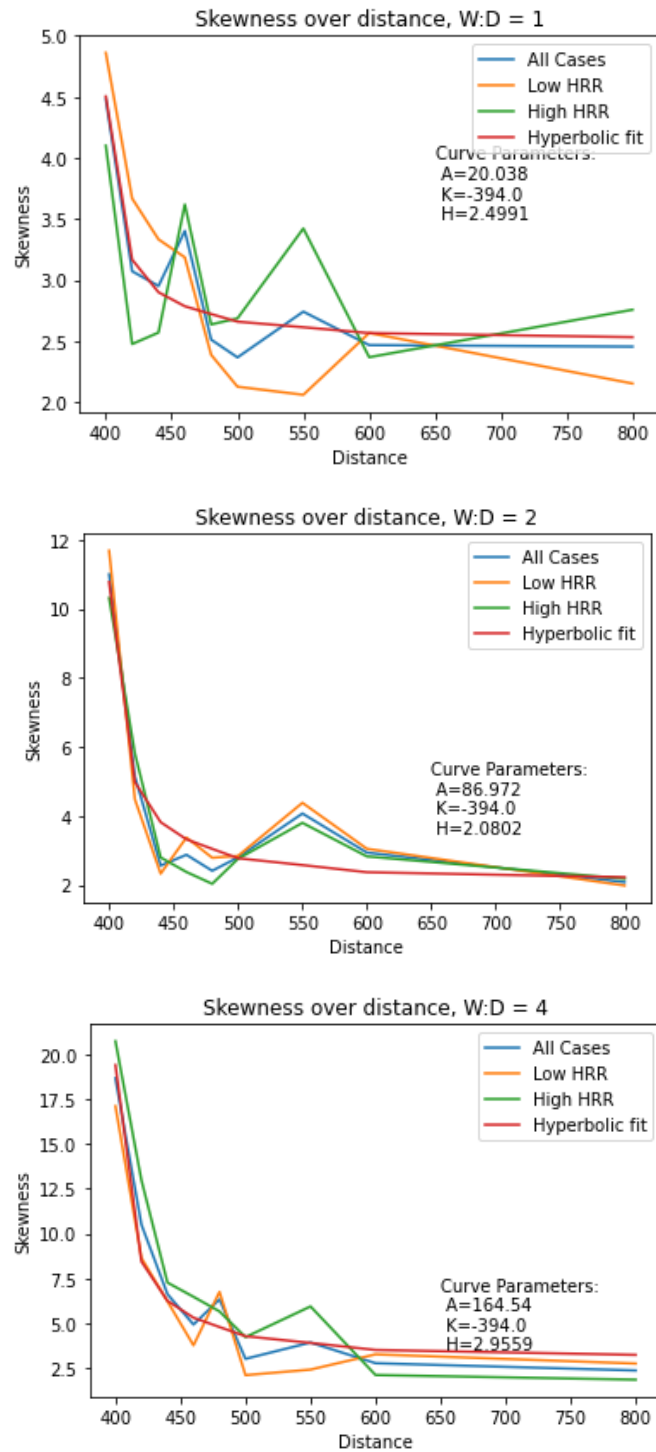 Skewness over distance, W:D = 1
5.0
4.5
4.0
3.5
3.0
2.5
2.0
Skewness
All Cases
Low HRR
High HRR
Hyperbolic fit
Curve Parameters:
A=20.038
K=-394.0
H=2.4991
400 450 500 550 600 650 700 750 800
Distance
Skewness over distance, W:D = 2
12
10
8
6
4
2
Skewness
All Cases
Low HRR
High HRR
Hyperbolic fit
Curve Parameters:
A=86.972
K=-394.0
H=2.0802
400 450 500 550 600 650 700 750 800
Distance
Skewness over distance, W:D = 4
20.0
17.5
15.0
12.5
10.0
7.5
5.0
2.5
Skewness
All Cases
Low HRR
High HRR
Hyperbolic fit
Curve Parameters:
A=164.54
K=-394.0
H=2.9559
400 450 500 550 600 650 700 750 800
Distance